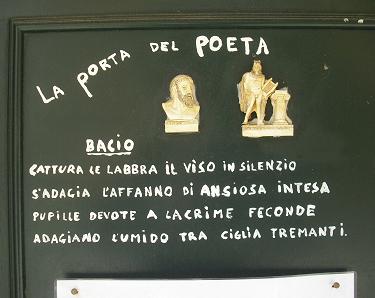 LA PORTA DEL POETA
BACIO
CATTURA LE LABBRA IL VISO IN SILENZIO
S'ADAGIA L'AFFANNO DI ANSIOSA INTESA
PUPILLE DEVOTE A LACRIME FECONDE
ADAGIANO L'UMIDO TRA CIGLIA TREMANTI.